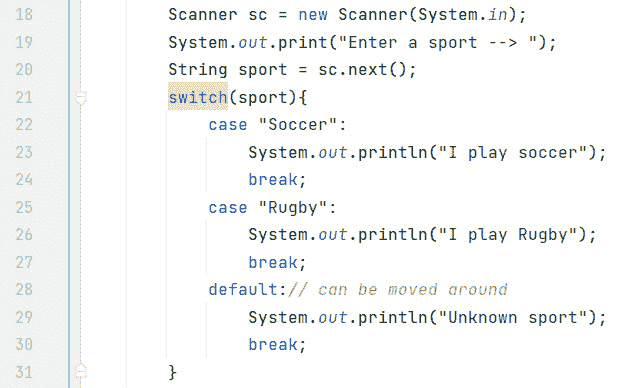 18 Scanner sc = new Scanner(System.in);
19 System.out.print("Enter a sport --> ");
20 String sport = sc.next();
21 switch(sport){
22 case "Soccer":
23 System.out.println("I play soccer");
24 break;
25 case "Rugby":
26 System.out.println("I play Rugby");
27 break;
28 default:// can be moved around
29 System.out.println("Unknown sport");
30 break;
31 }